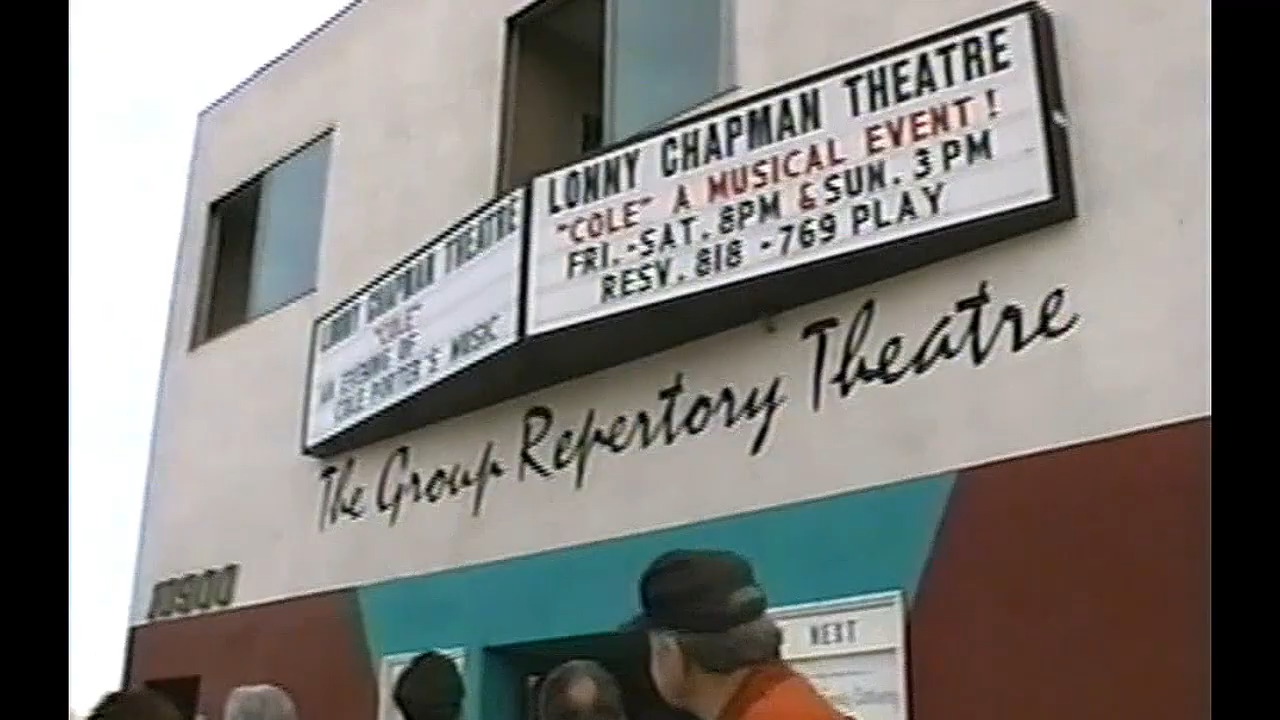 LONNY CHAPMAN THEATRE
"COLE"
AN EVENING OF
COLE PORTER'S MUSIC
LONNY CHAPMAN THEATRE
"COLE" A MUSICAL EVENT!
FRI.-SAT. 8PM & SUN. 3PM
RESV. 818-769 PLAY
The Group Repertory Theatre
10900
NEXT